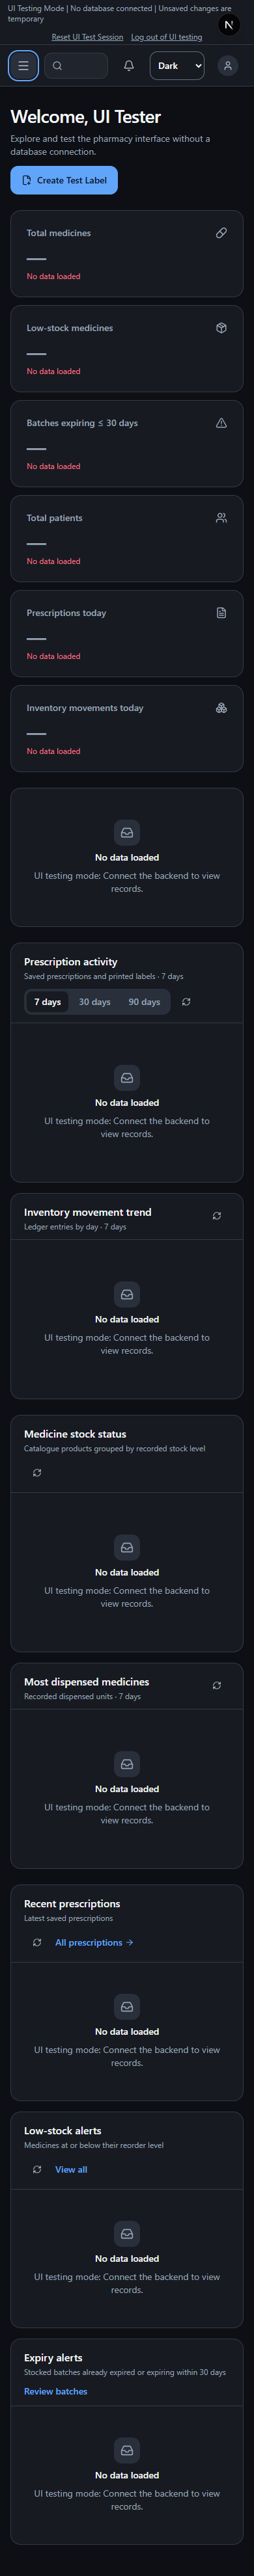 UI Testing Mode | No database connected | Unsaved changes are
temporary
Reset UI Test Session Log out of UI testing
N
Dark
Welcome, UI Tester
Explore and test the pharmacy interface without a
database connection.
Create Test Label
Total medicines
—
No data loaded
Low-stock medicines
—
No data loaded
Batches expiring ≤ 30 days
—
No data loaded
Total patients
—
No data loaded
Prescriptions today
—
No data loaded
Inventory movements today
—
No data loaded
No data loaded
UI testing mode: Connect the backend to view
records.
Prescription activity
Saved prescriptions and printed labels · 7 days
7 days 30 days 90 days
No data loaded
UI testing mode: Connect the backend to
view records.
Inventory movement trend
Ledger entries by day · 7 days
No data loaded
UI testing mode: Connect the backend to
view records.
Medicine stock status
Catalogue products grouped by recorded stock level
No data loaded
UI testing mode: Connect the backend to
view records.
Most dispensed medicines
Recorded dispensed units · 7 days
No data loaded
UI testing mode: Connect the backend to
view records.
Recent prescriptions
Latest saved prescriptions
All prescriptions →
No data loaded
UI testing mode: Connect the backend to view
records.
Low-stock alerts
Medicines at or below their reorder level
View all
No data loaded
UI testing mode: Connect the backend to view
records.
Expiry alerts
Stocked batches already expired or expiring within 30 days
Review batches
No data loaded
UI testing mode: Connect the backend to view
records.